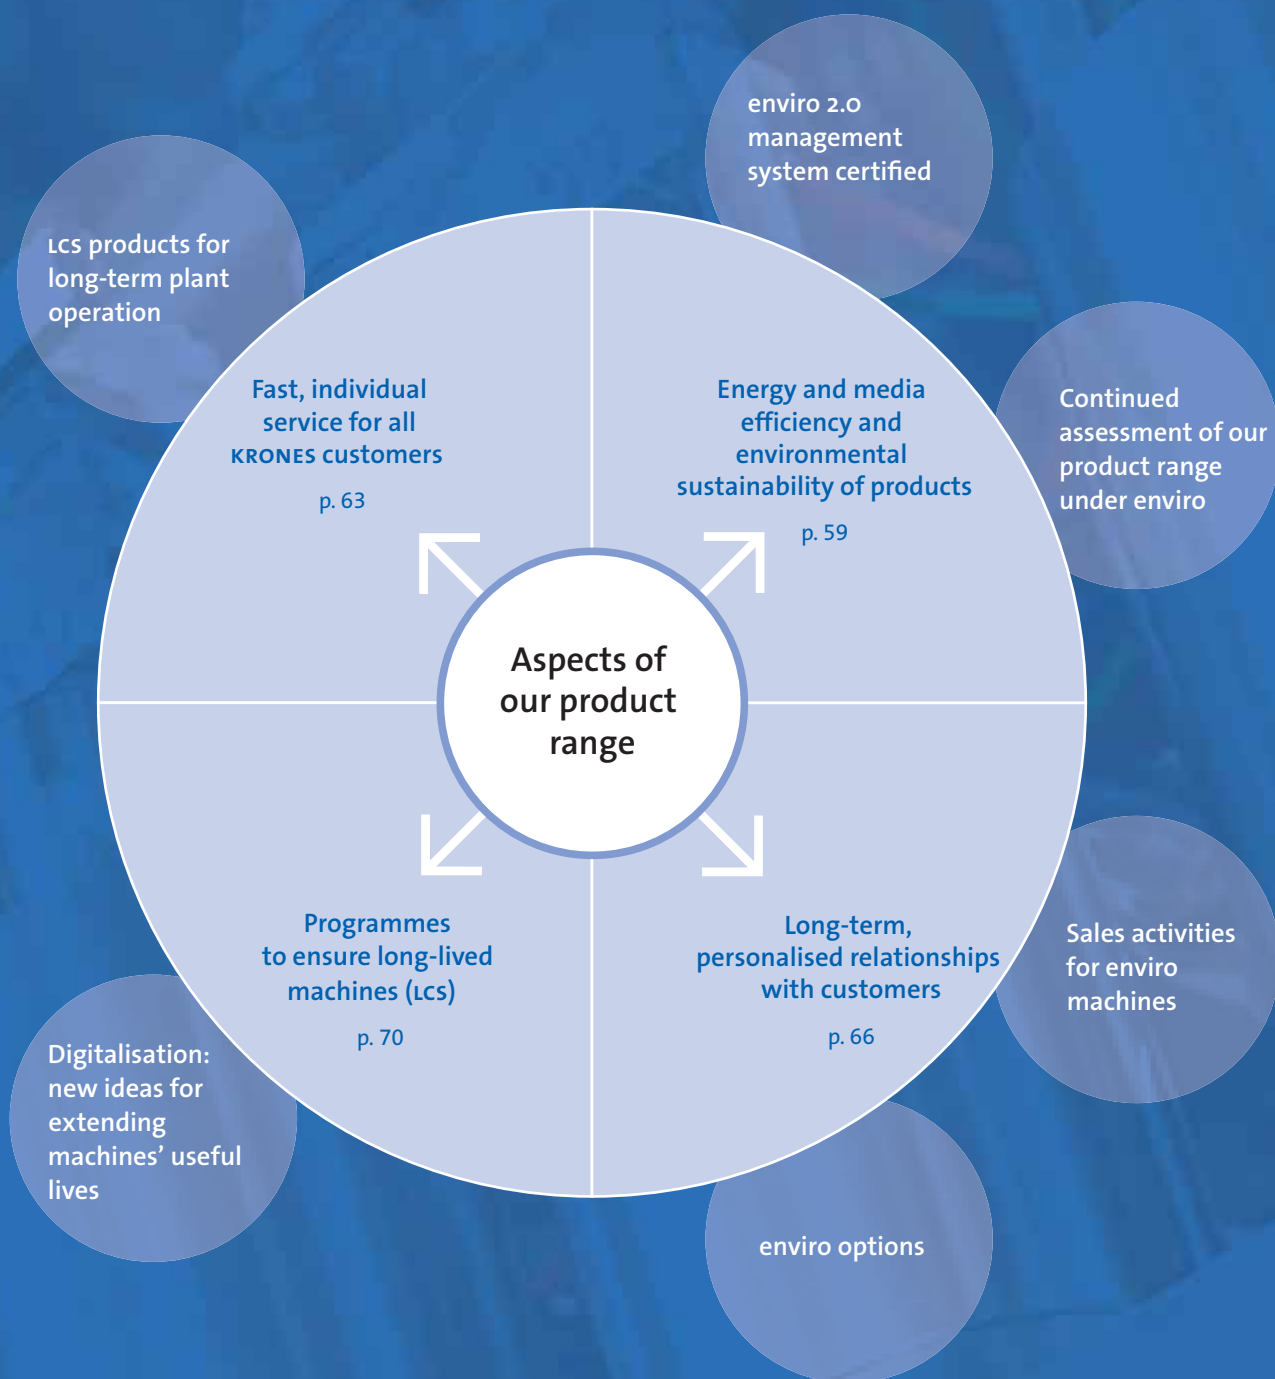 enviro 2.0
management
system certified
LCS products for
long-term plant
operation
Fast, individual
service for all
KRONES customers
p. 63
Energy and media
efficiency and
environmental
sustainability of products
p. 59
Continued
assessment of our
product range
under enviro
Aspects of
our product
range
Programmes
to ensure long-lived
machines (LCS)
p. 70
Long-term,
personalised relationships
with customers
p. 66
Sales activities
for enviro
machines
Digitalisation:
new ideas for
extending
machines’ useful
lives
enviro options